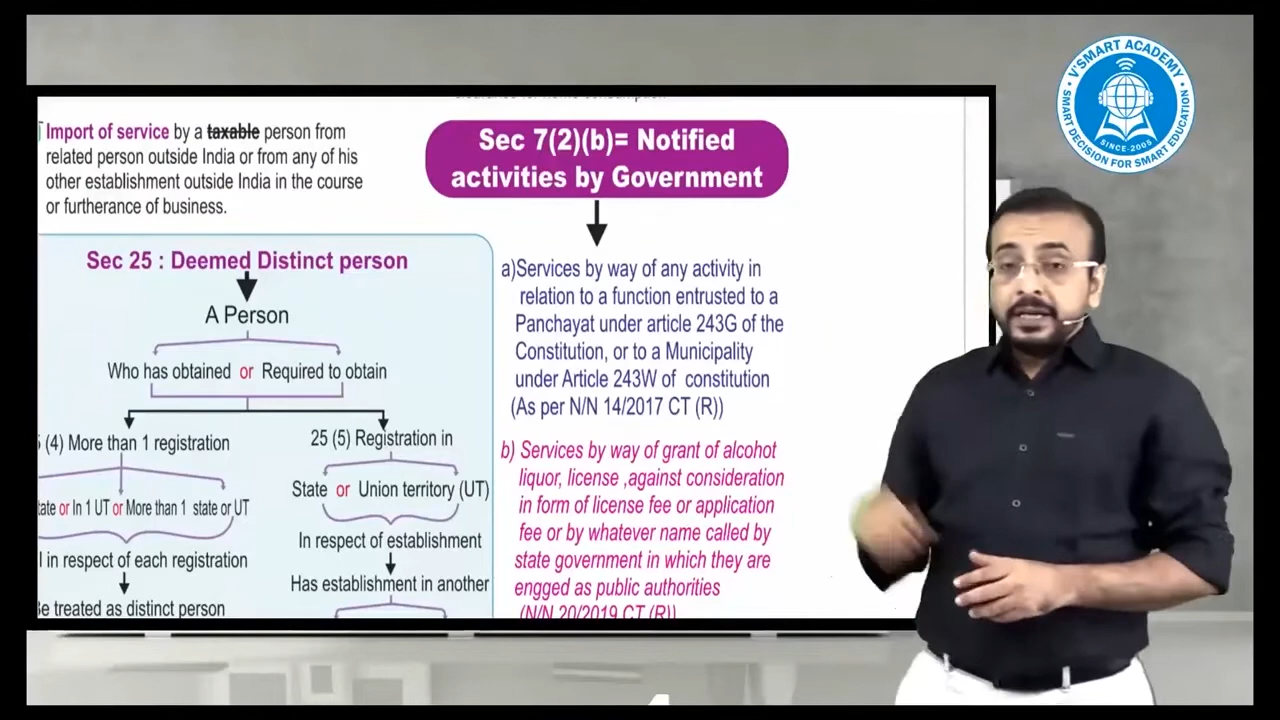 Import of service by a taxable person from
related person outside India or from any of his
other establishment outside India in the course
or furtherance of business.
Sec 25 : Deemed Distinct person
A Person
Who has obtained or Required to obtain
(4) More than 1 registration
25 (5) Registration in
or In 1 UT or More than 1 state or UT
State or Union territory (UT)
in respect of each registration
In respect of establishment
Has establishment in another
Be treated as distinct person
Sec 7(2)(b)= Notified
activities by Government
a)Services by way of any activity in
relation to a function entrusted to a
Panchayat under article 243G of the
Constitution, or to a Municipality
under Article 243W of constitution
(As per N/N 14/2017 CT (R))
b) Services by way of grant of alcohot
liquor, license ,against consideration
in form of license fee or application
fee or by whatever name called by
state government in which they are
engged as public authorities
(N/N 20/2019 CT (R))
V'SMART ACADEMY
SINCE-2005
SMART DECISION FOR SMART EDUCATION